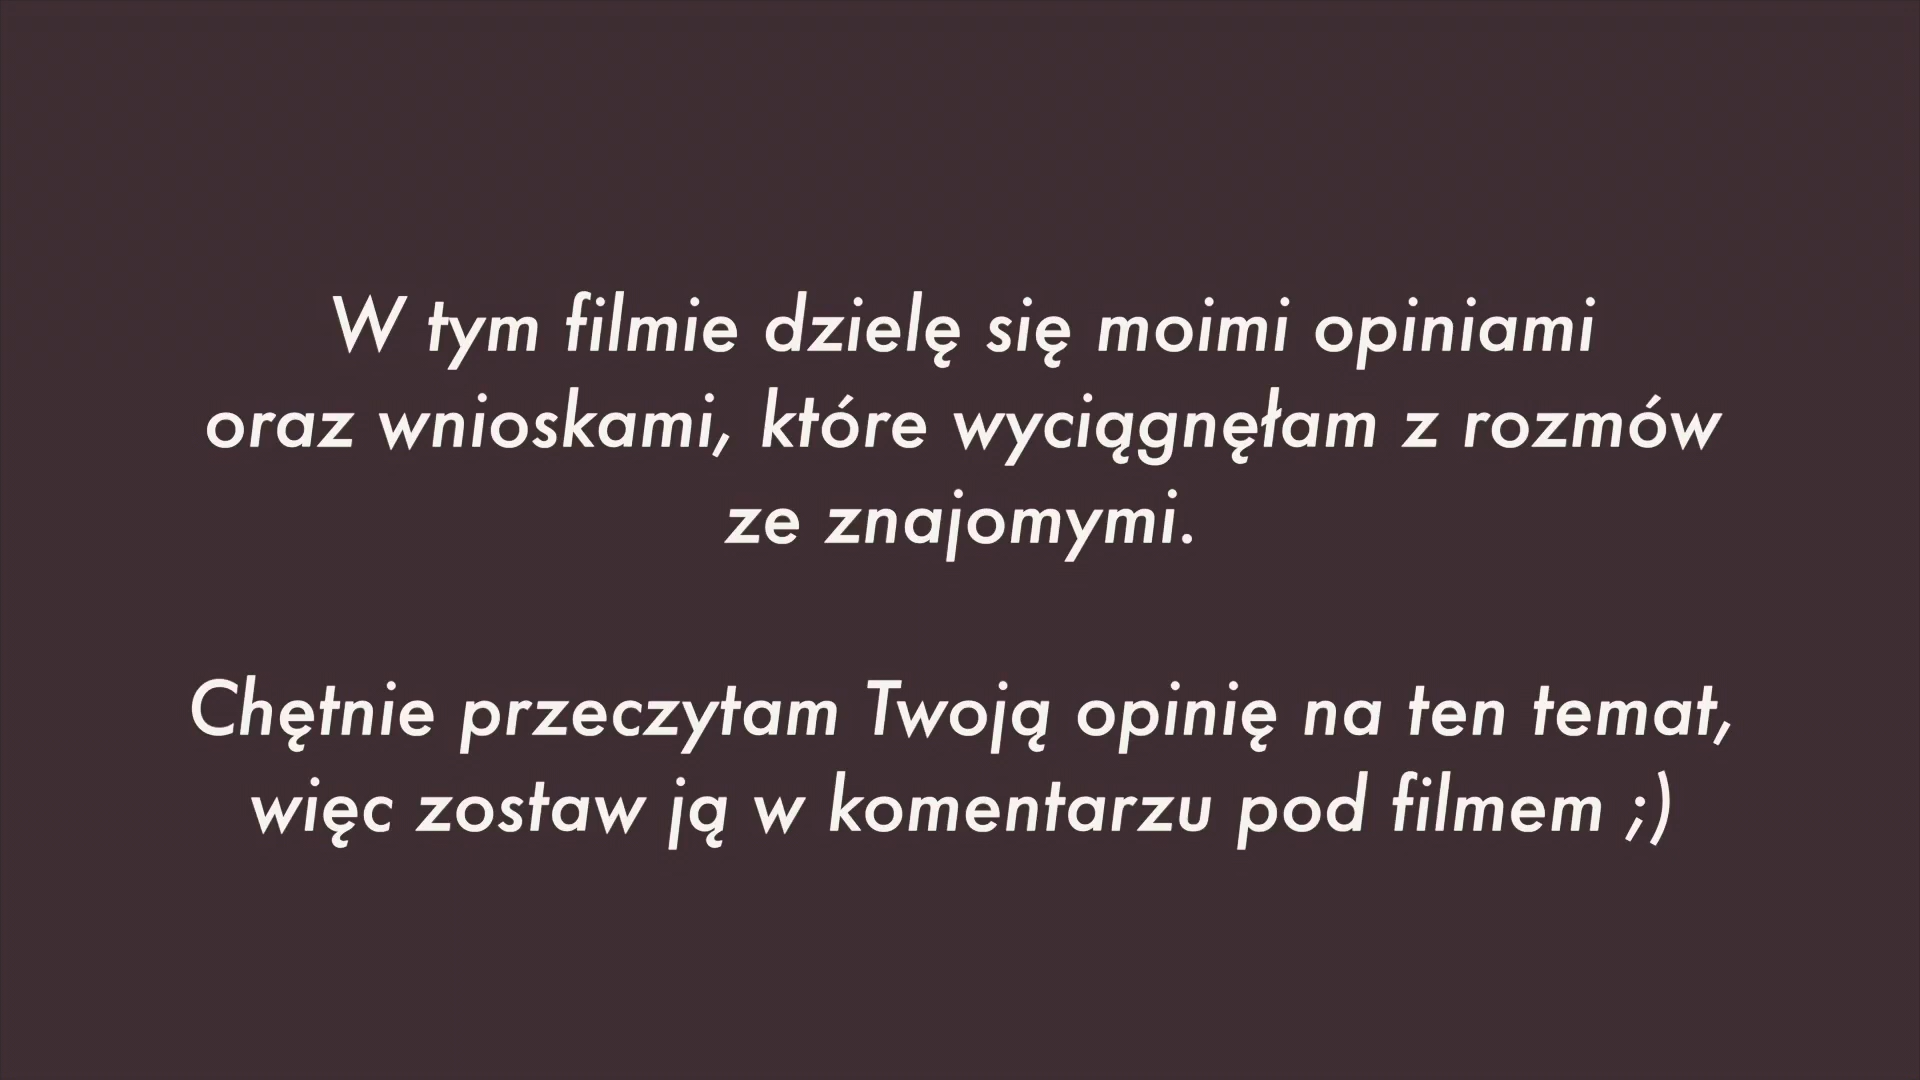 W tym filmie dzielę się moimi opiniami
oraz wnioskami, które wyciągnęłam z rozmów
ze znajomymi.
Chętnie przeczytam Twoją opinię na ten temat,
więc zostaw ją w komentarzu pod filmem ;)